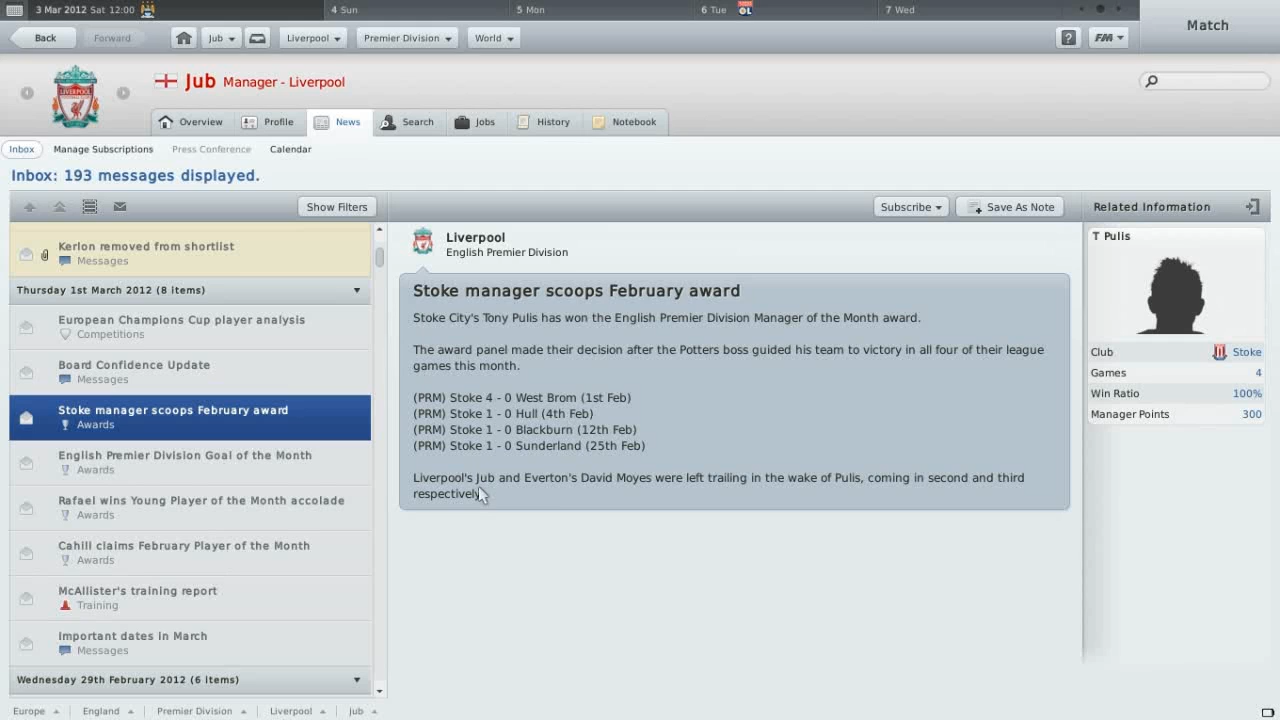 3 Mar 2012 Sat 12:00
4 Sun
5 Mon
6 Tue
7 Wed
Match
Back
Forward
Job
Liverpool
Premier Division
World
?
FM
Jub Manager - Liverpool
Overview
Profile
News
Search
Jobs
History
Notebook
Inbox
Manage Subscriptions
Press Conference
Calendar
Inbox: 193 messages displayed.
Show Filters
Subscribe
Save As Note
Related Information
Kerlon removed from shortlist
Messages
Thursday 1st March 2012 (8 items)
European Champions Cup player analysis
Competitions
Board Confidence Update
Messages
Stoke manager scoops February award
Awards
English Premier Division Goal of the Month
Awards
Rafael wins Young Player of the Month accolade
Awards
Cahill claims February Player of the Month
Awards
McAllister's training report
Training
Important dates in March
Messages
Wednesday 29th February 2012 (6 items)
Liverpool
English Premier Division
Stoke manager scoops February award
Stoke City's Tony Pulis has won the English Premier Division Manager of the Month award.
The award panel made their decision after the Potters boss guided his team to victory in all four of their league
games this month.
(PRM) Stoke 4 - 0 West Brom (1st Feb)
(PRM) Stoke 1 - 0 Hull (4th Feb)
(PRM) Stoke 1 - 0 Blackburn (12th Feb)
(PRM) Stoke 1 - 0 Sunderland (25th Feb)
Liverpool's Jub and Everton's David Moyes were left trailing in the wake of Pulis, coming in second and third
respectively
T Pulis
Club Stoke
Games 4
Win Ratio 100%
Manager Points 300
Europe
England
Premier Division
Liverpool
Jub